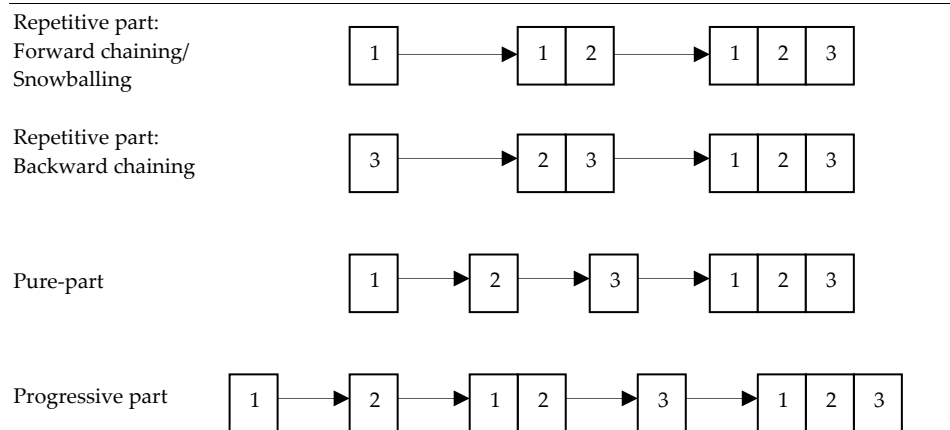 Repetitive part:
Forward chaining/
Snowballing
1 1 2 1 2 3
Repetitive part:
Backward chaining
3 2 3 1 2 3
Pure-part
1 2 3 1 2 3
Progressive part
1 2 1 2 3 1 2 3